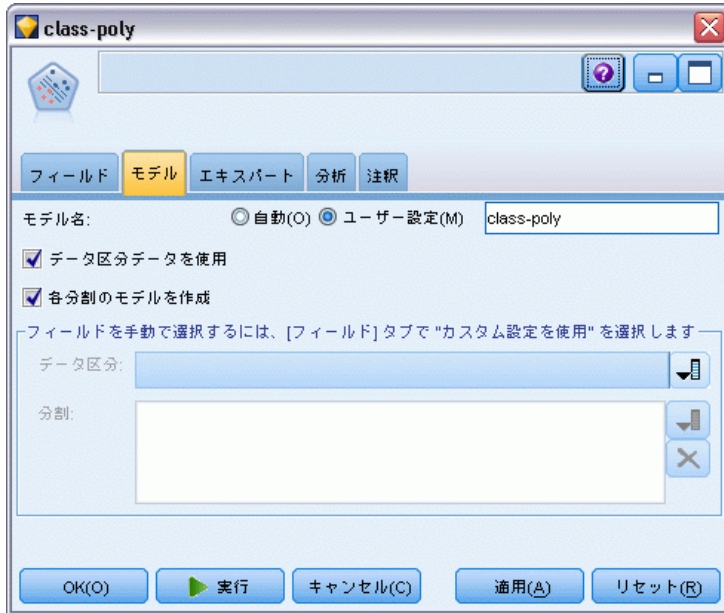 class-poly
フィールド モデル エキスパート 分析 注釈
モデル名: 自動(O) ユーザー設定(M) class-poly
データ区分データを使用
各分割のモデルを作成
フィールドを手動で選択するには、[フィールド]タブで "カスタム設定を使用" を選択します
データ区分:
分割:
OK(O) 実行 キャンセル(C) 適用(A) リセット(R)